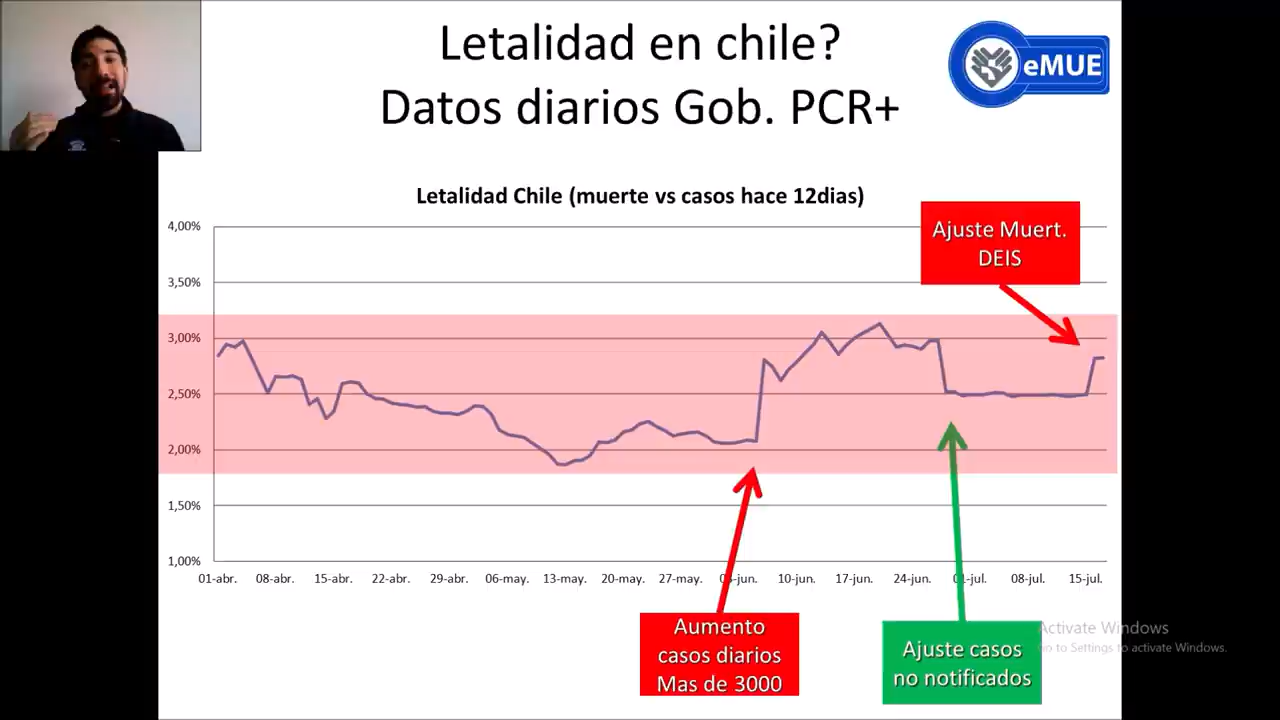 Letalidad en chile?
Datos diarios Gob. PCR+
eMUE
Letalidad Chile (muerte vs casos hace 12dias)
Ajuste Muert.
DEIS
4,00%
3,50%
3,00%
2,50%
2,00%
1,50%
1,00%
01-abr. 08-abr. 15-abr. 22-abr. 29-abr. 06-may. 13-may. 20-may. 27-may. -jun. 10-jun. 17-jun. 24-jun. 01-jul. 08-jul. 15-jul.
Aumento
casos diarios
Mas de 3000
Ajuste casos
no notificados
Activate Windows
to Settings to activate Windows.